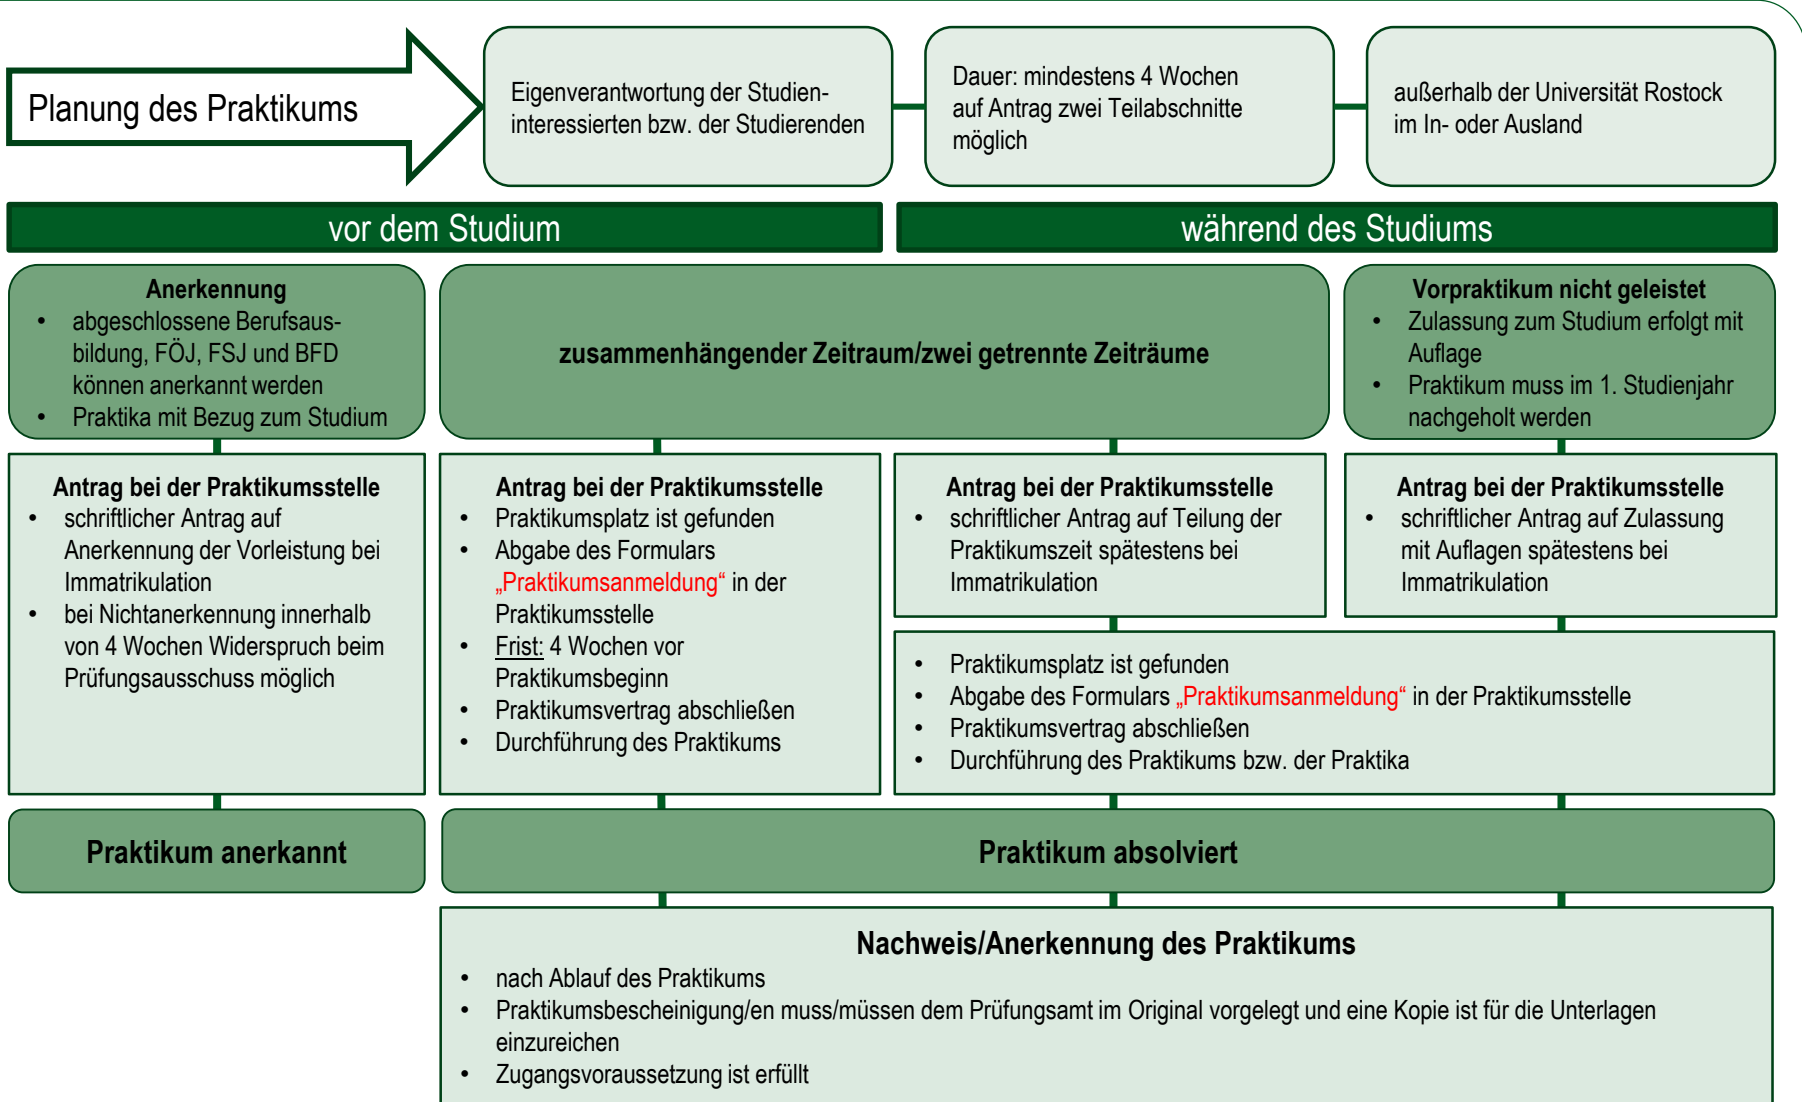 Planung des Praktikums
Eigenverantwortung der Studien-
interessierten bzw. der Studierenden
Dauer: mindestens 4 Wochen
auf Antrag zwei Teilabschnitte
möglich
außerhalb der Universität Rostock
im In- oder Ausland
vor dem Studium
während des Studiums
Anerkennung
• abgeschlossene Berufsaus-
bildung, FÖJ, FSJ und BFD
können anerkannt werden
• Praktika mit Bezug zum Studium
zusammenhängender Zeitraum/zwei getrennte Zeiträume
Vorpraktikum nicht geleistet
• Zulassung zum Studium erfolgt mit
Auflage
• Praktikum muss im 1. Studienjahr
nachgeholt werden
Antrag bei der Praktikumsstelle
• schriftlicher Antrag auf
Anerkennung der Vorleistung bei
Immatrikulation
• bei Nichtanerkennung innerhalb
von 4 Wochen Widerspruch beim
Prüfungsausschuss möglich
Antrag bei der Praktikumsstelle
• Praktikumsplatz ist gefunden
• Abgabe des Formulars
„Praktikumsanmeldung“ in der
Praktikumsstelle
• Frist: 4 Wochen vor
Praktikumsbeginn
• Praktikumsvertrag abschließen
• Durchführung des Praktikums
Antrag bei der Praktikumsstelle
• schriftlicher Antrag auf Teilung der
Praktikumszeit spätestens bei
Immatrikulation
Antrag bei der Praktikumsstelle
• schriftlicher Antrag auf Zulassung
mit Auflagen spätestens bei
Immatrikulation
• Praktikumsplatz ist gefunden
• Abgabe des Formulars „Praktikumsanmeldung“ in der Praktikumsstelle
• Praktikumsvertrag abschließen
• Durchführung des Praktikums bzw. der Praktika
Praktikum anerkannt
Praktikum absolviert
Nachweis/Anerkennung des Praktikums
• nach Ablauf des Praktikums
• Praktikumsbescheinigung/en muss/müssen dem Prüfungsamt im Original vorgelegt und eine Kopie ist für die Unterlagen
einzureichen
• Zugangsvoraussetzung ist erfüllt